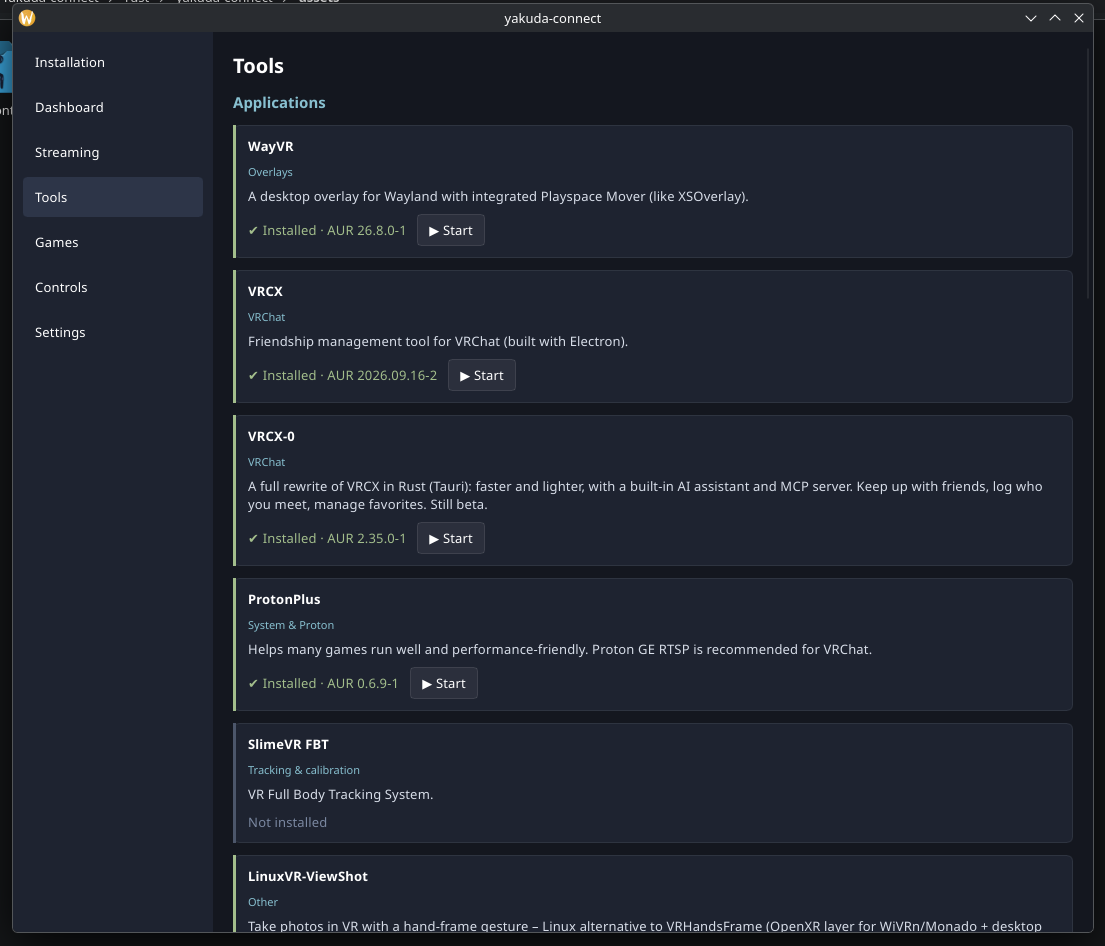 yakuda-connect
Installation
Dashboard
Streaming
Tools
Games
Controls
Settings
Tools
Applications
WayVR
Overlays
A desktop overlay for Wayland with integrated Playspace Mover (like XSOverlay).
✔ Installed · AUR 26.8.0-1 ▶ Start
VRCX
VRChat
Friendship management tool for VRChat (built with Electron).
✔ Installed · AUR 2026.09.16-2 ▶ Start
VRCX-0
VRChat
A full rewrite of VRCX in Rust (Tauri): faster and lighter, with a built-in AI assistant and MCP server. Keep up with friends, log who
you meet, manage favorites. Still beta.
✔ Installed · AUR 2.35.0-1 ▶ Start
ProtonPlus
System & Proton
Helps many games run well and performance-friendly. Proton GE RTSP is recommended for VRChat.
✔ Installed · AUR 0.6.9-1 ▶ Start
SlimeVR FBT
Tracking & calibration
VR Full Body Tracking System.
Not installed
LinuxVR-ViewShot
Other
Take photos in VR with a hand-frame gesture – Linux alternative to VRHandsFrame (OpenXR layer for WiVRn/Monado + desktop